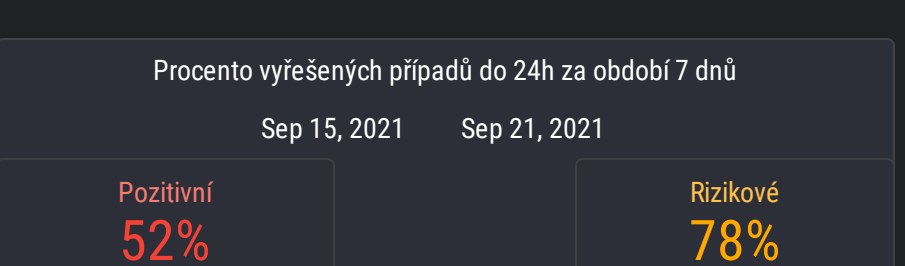 Procento vyřešených případů do 24h za období 7 dnů
Sep 15, 2021 Sep 21, 2021
Pozitivní Rizikové
52% 78%